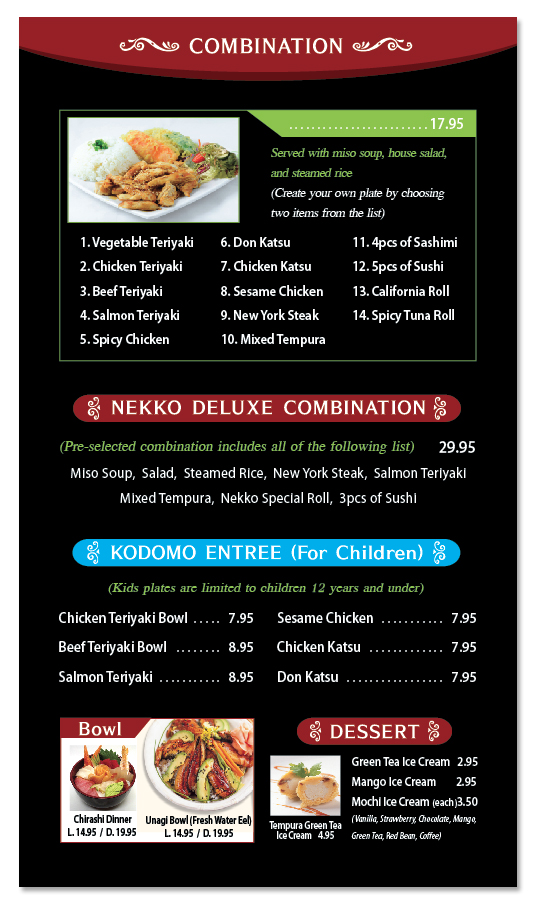 COMBINATION
........................17.95
Served with miso soup, house salad,
and steamed rice
(Create your own plate by choosing
two items from the list)
1. Vegetable Teriyaki
2. Chicken Teriyaki
3. Beef Teriyaki
4. Salmon Teriyaki
5. Spicy Chicken
6. Don Katsu
7. Chicken Katsu
8. Sesame Chicken
9. New York Steak
10. Mixed Tempura
11. 4pcs of Sashimi
12. 5pcs of Sushi
13. California Roll
14. Spicy Tuna Roll
NEKKO DELUXE COMBINATION
(Pre-selected combination includes all of the following list) 29.95
Miso Soup, Salad, Steamed Rice, New York Steak, Salmon Teriyaki
Mixed Tempura, Nekko Special Roll, 3pcs of Sushi
KODOMO ENTREE (For Children)
(Kids plates are limited to children 12 years and under)
Chicken Teriyaki Bowl ..... 7.95
Beef Teriyaki Bowl ........ 8.95
Salmon Teriyaki ........... 8.95
Sesame Chicken ........... 7.95
Chicken Katsu ............. 7.95
Don Katsu ................. 7.95
Bowl
Chirashi Dinner
L. 14.95 / D. 19.95
Unagi Bowl (Fresh Water Eel)
L. 14.95 / D. 19.95
DESSERT
Tempura Green Tea
Ice Cream 4.95
Green Tea Ice Cream 2.95
Mango Ice Cream 2.95
Mochi Ice Cream (each)3.50
(Vanilla, Strawberry, Chocolate, Mango,
Green Tea, Red Bean, Coffee)